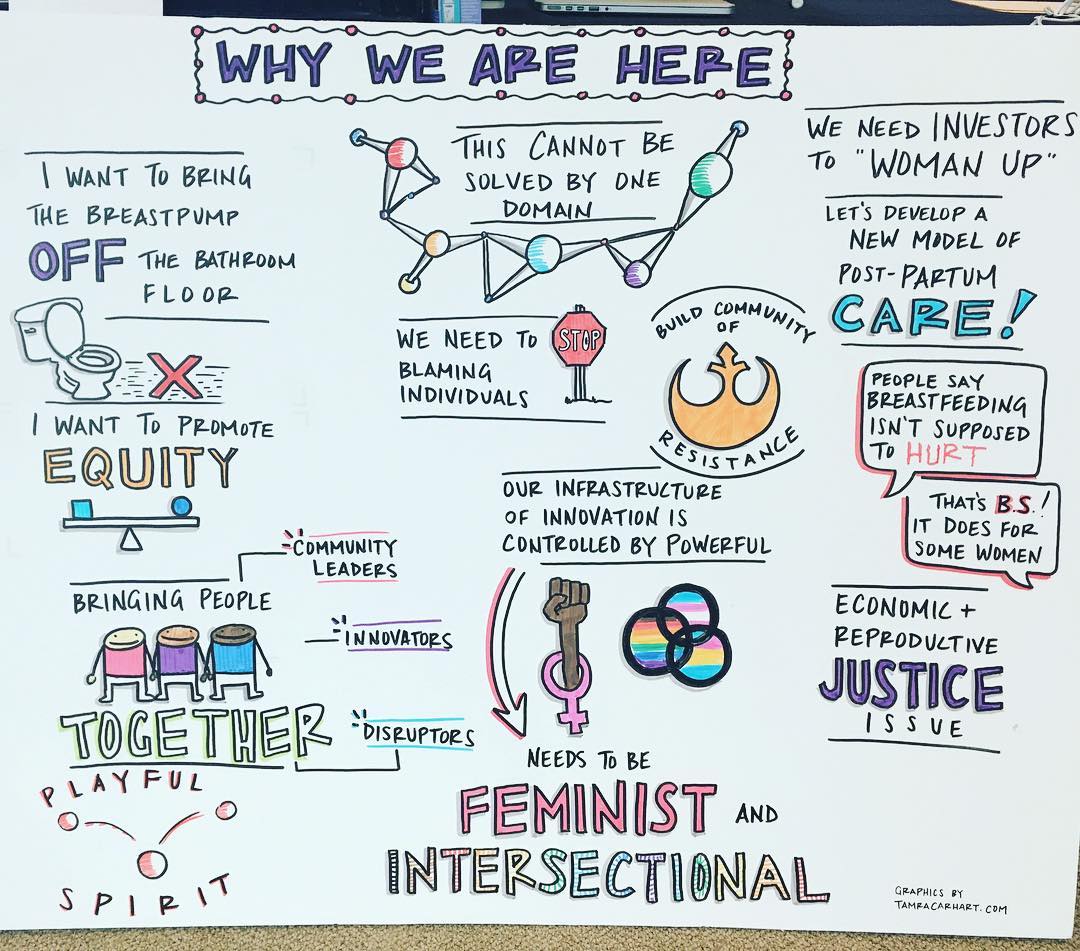 WHY WE ARE HERE
I WANT TO BRING
THE BREASTPUMP
OFF THE BATHROOM
FLOOR
I WANT TO PROMOTE
EQUITY
BRINGING PEOPLE
TOGETHER
COMMUNITY
LEADERS
INNOVATORS
DISRUPTORS
PLAYFUL
SPIRIT
THIS CANNOT BE
SOLVED BY ONE
DOMAIN
WE NEED TO
STOP
BLAMING
INDIVIDUALS
BUILD COMMUNITY
OF
RESISTANCE
OUR INFRASTRUCTURE
OF INNOVATION IS
CONTROLLED BY POWERFUL
NEEDS TO BE
FEMINIST AND
INTERSECTIONAL
WE NEED INVESTORS
TO "WOMAN UP"
LET'S DEVELOP A
NEW MODEL OF
POST-PARTUM
CARE!
PEOPLE SAY
BREASTFEEDING
ISN'T SUPPOSED
TO HURT
THAT'S B.S.!
IT DOES FOR
SOME WOMEN
ECONOMIC +
REPRODUCTIVE
JUSTICE
ISSUE
GRAPHICS BY
TAMRACARHART.COM